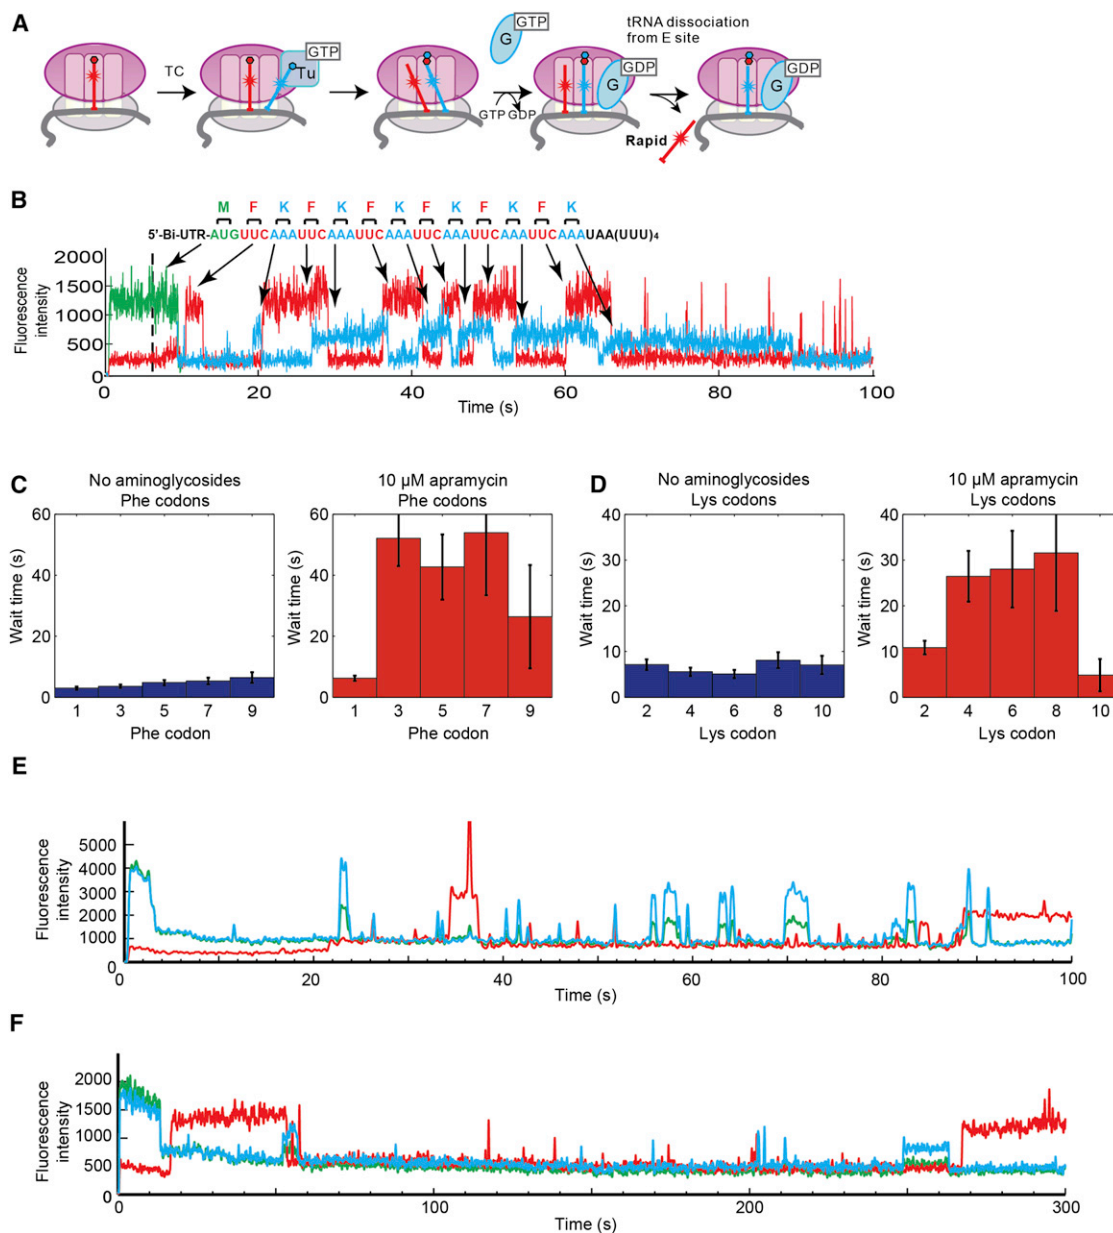 A
TC
GTP
Tu
GTP
G
GTP GDP
GDP
G
tRNA dissociation
from E site
Rapid
GDP
G
B
M F K F K F K F K F K
5'-Bi-UTR-AUGUUCAAAUUCAAAUUCAAAUUCAAAUUCAAAUUCAAAUAA(UUU)4
Fluorescence
intensity
2000
1500
1000
500
0
0 20 40 60 80 100
Time (s)
C
No aminoglycosides
Phe codons
Wait time (s)
60
40
20
0
1 3 5 7 9
Phe codon
10 µM apramycin
Phe codons
Wait time (s)
60
40
20
0
1 3 5 7 9
Phe codon
D
No aminoglycosides
Lys codons
Wait time (s)
40
30
20
10
0
2 4 6 8 10
Lys codon
10 µM apramycin
Lys codons
Wait time (s)
40
30
20
10
0
2 4 6 8 10
Lys codon
E
Fluorescence
intensity
5000
4000
3000
2000
1000
0
0 20 40 60 80 100
Time (s)
F
Fluorescence
intensity
2000
1500
1000
500
0
0 100 200 300
Time (s)